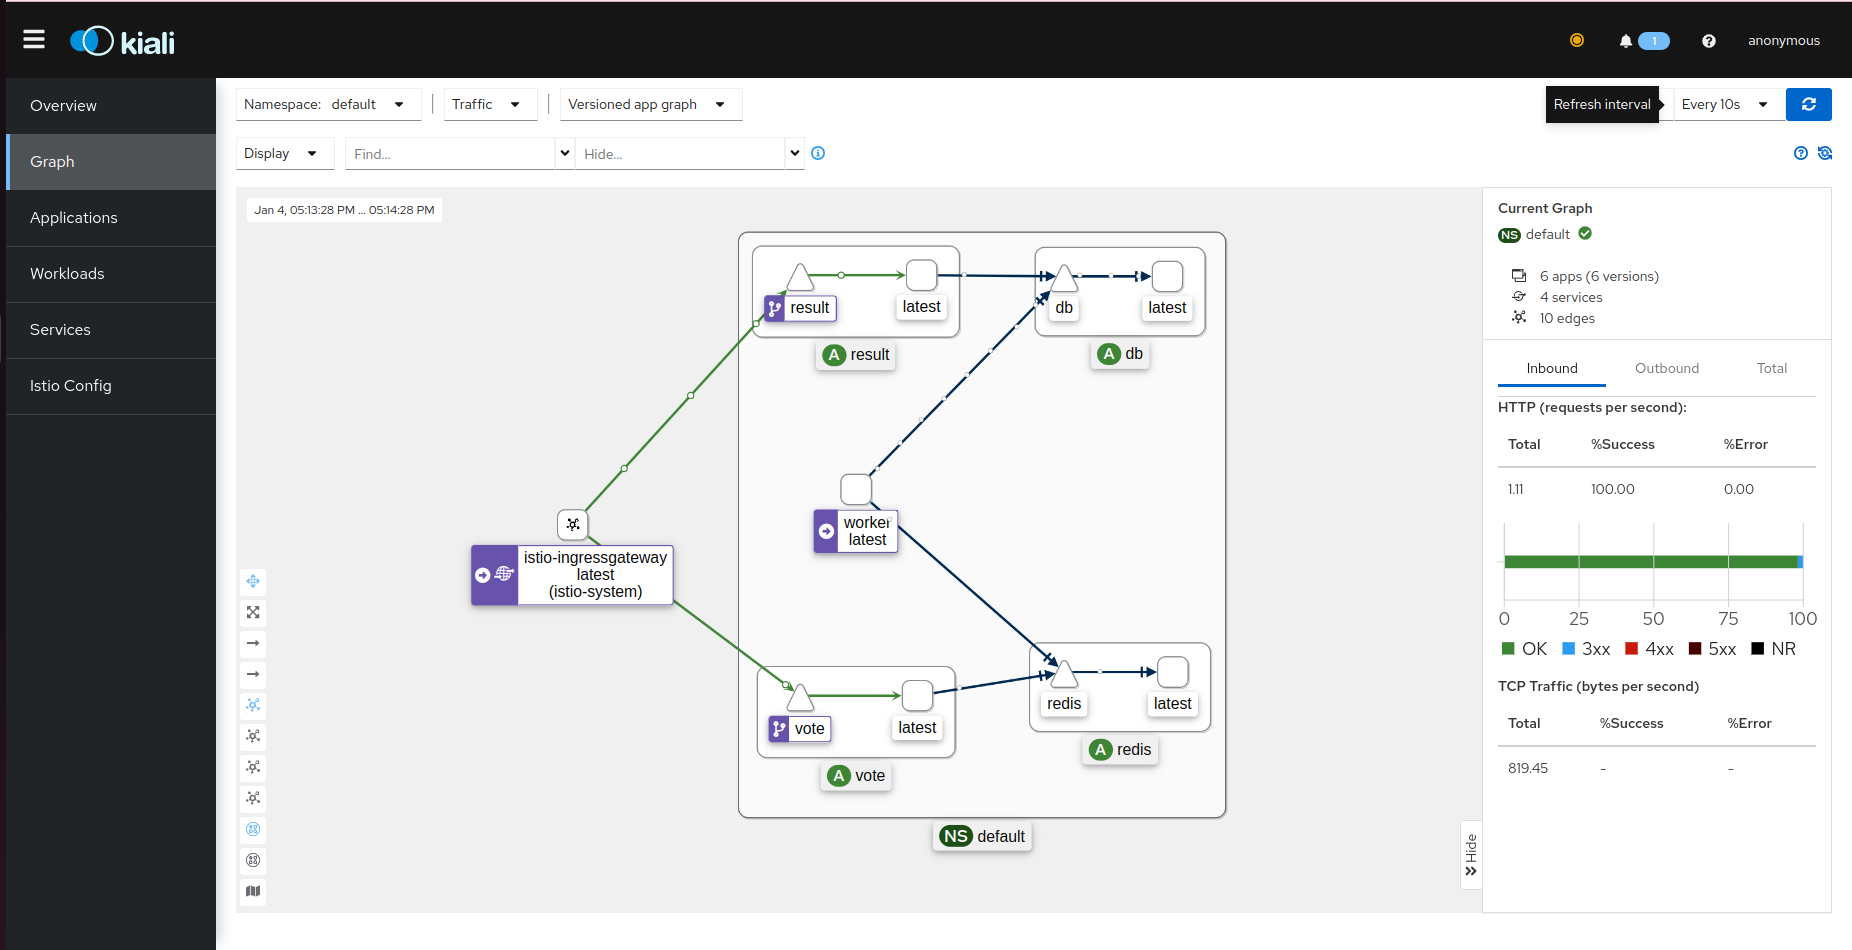 kiali
1
anonymous
Overview
Graph
Applications
Workloads
Services
Istio Config
Namespace: default
Traffic
Versioned app graph
Refresh interval
Every 10s
Display
Find...
Hide...
Jan 4, 05:13:28 PM ... 05:14:28 PM
result
latest
A result
db
latest
A db
worker
latest
istio-ingressgateway
latest
(istio-system)
vote
latest
A vote
redis
latest
A redis
NS default
Hide
Current Graph
NS default
6 apps (6 versions)
4 services
10 edges
Inbound Outbound Total
HTTP (requests per second):
Total %Success %Error
1.11 100.00 0.00
0 25 50 75 100
OK 3xx 4xx 5xx NR
TCP Traffic (bytes per second)
Total %Success %Error
819.45 - -